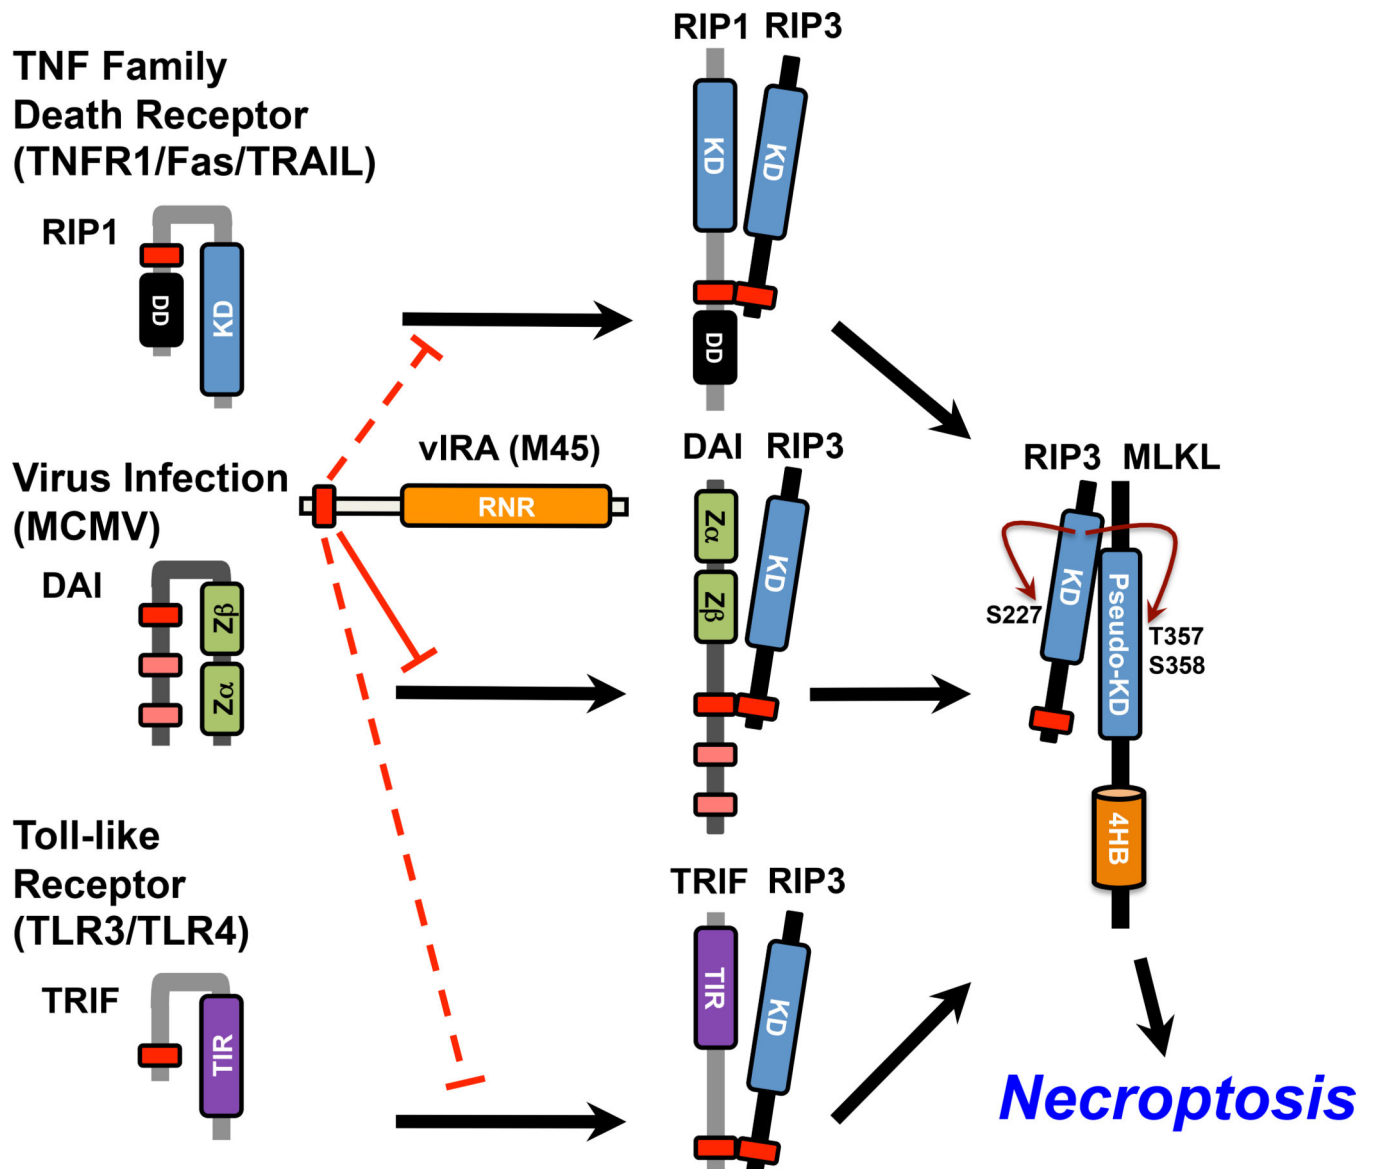 TNF Family
Death Receptor
(TNFR1/Fas/TRAIL)
RIP1
DD
KD
RIP1 RIP3
KD
KD
DD
Virus Infection
(MCMV)
vIRA (M45)
RNR
DAI
Zβ
Zα
DAI RIP3
Zα
Zβ
KD
RIP3 MLKL
KD
Pseudo-KD
S227
T357
S358
4HB
Toll-like
Receptor
(TLR3/TLR4)
TRIF
TIR
TRIF RIP3
TIR
KD
Necroptosis